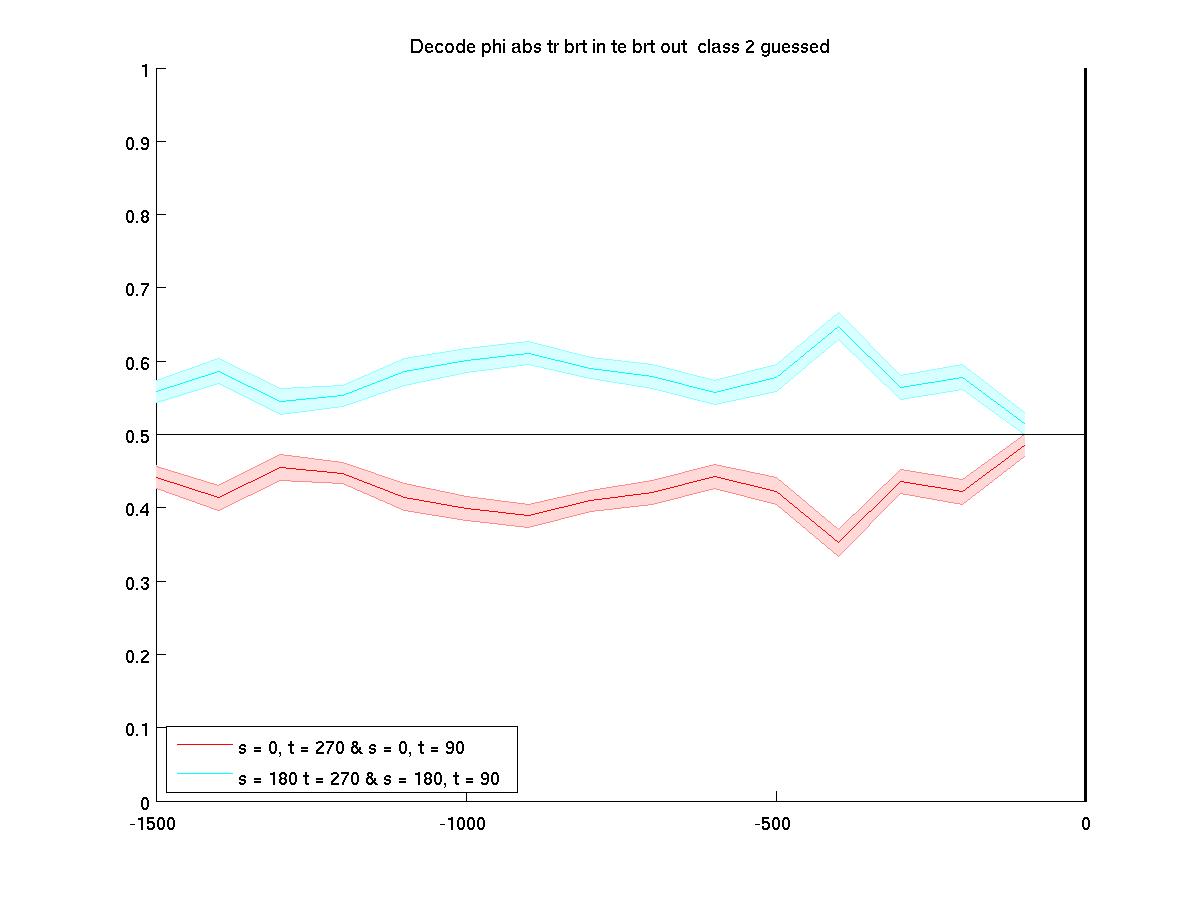 Decode phi abs tr brt in te brt out  class 2 guessed
1
0.9
0.8
0.7
0.6
0.5
0.4
0.3
0.2
0.1
0
s = 0, t = 270 & s = 0, t = 90
s = 180 t = 270 & s = 180, t = 90
-1500 -1000 -500 0